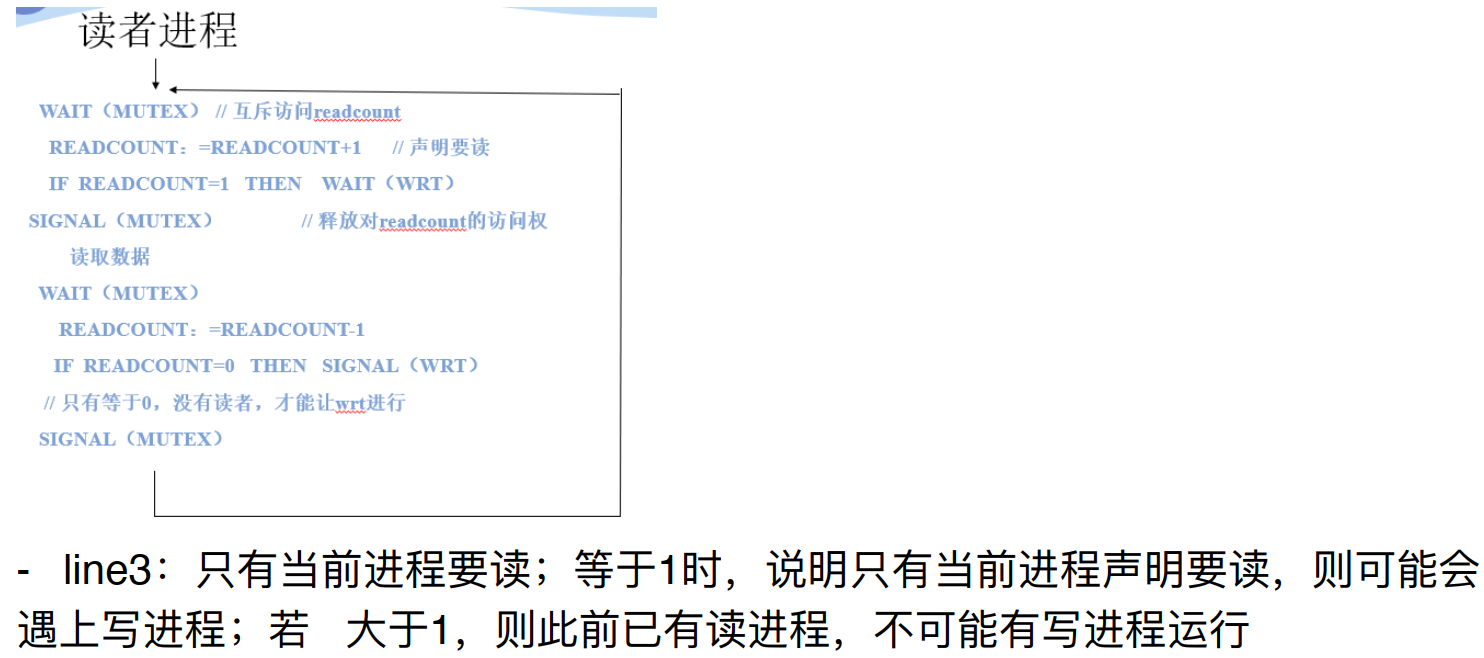 读者进程
WAIT（MUTEX） // 互斥访问readcount
READCOUNT：=READCOUNT+1 // 声明要读
IF READCOUNT=1 THEN WAIT（WRT）
SIGNAL（MUTEX） // 释放对readcount的访问权
读取数据
WAIT（MUTEX）
READCOUNT：=READCOUNT-1
IF READCOUNT=0 THEN SIGNAL（WRT）
// 只有等于0，没有读者，才能让wrt进行
SIGNAL（MUTEX）
- line3：只有当前进程要读；等于1时，说明只有当前进程声明要读，则可能会
遇上写进程；若 大于1，则此前已有读进程，不可能有写进程运行